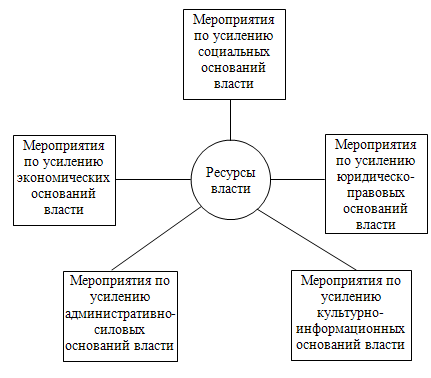 Мероприятия
по усилению
социальных
оснований
власти
Мероприятия
по усилению
экономических
оснований
власти
Ресурсы
власти
Мероприятия
по усилению
юридическо-
правовых
оснований
власти
Мероприятия по
усилению
административно-
силовых
оснований власти
Мероприятия по
усилению
культурно-
информационных
оснований власти